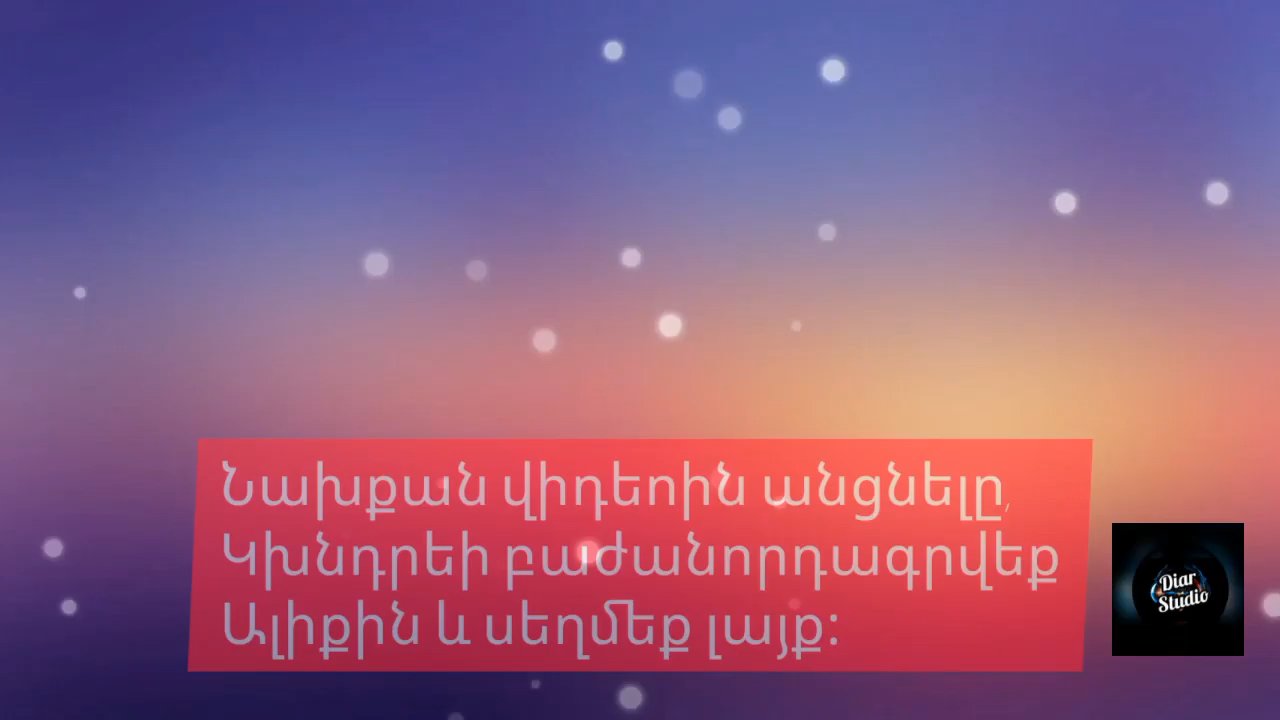 Նախքան վիդեոին անցնելը,
Կխնդրեի բաժանորդագրվեք
Ալիքին և սեղմեք լայք:
Diar
Studio